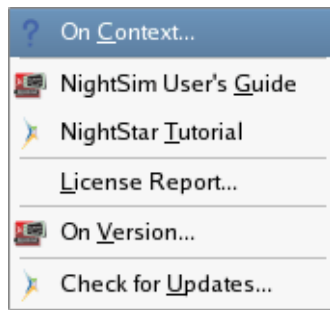 On Context...
NightSim User's Guide
NightStar Tutorial
License Report...
On Version...
Check for Updates...